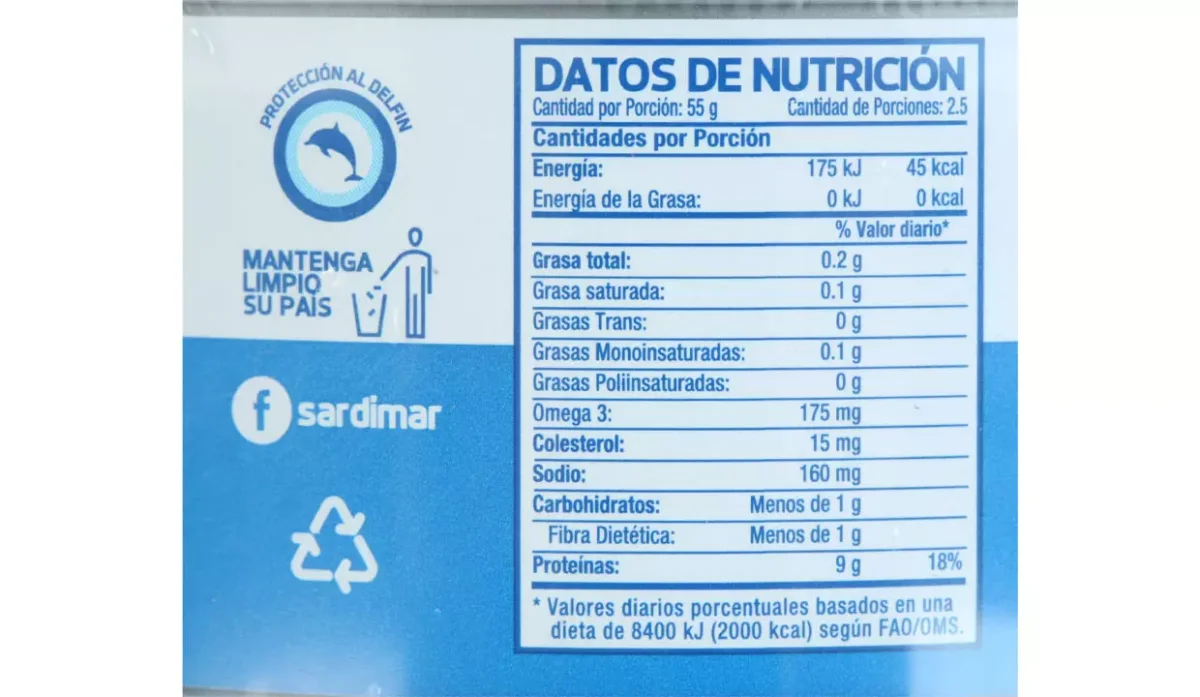 PROTECCIÓN AL DELFIN
MANTENGA
LIMPIO
SU PAÍS
f sardimar
DATOS DE NUTRICIÓN
Cantidad por Porción: 55 g Cantidad de Porciones: 2.5
Cantidades por Porción
Energía: 175 kJ 45 kcal
Energía de la Grasa: 0 kJ 0 kcal
% Valor diario*
Grasa total: 0.2 g
Grasa saturada: 0.1 g
Grasas Trans: 0 g
Grasas Monoinsaturadas: 0.1 g
Grasas Poliinsaturadas: 0 g
Omega 3: 175 mg
Colesterol: 15 mg
Sodio: 160 mg
Carbohidratos: Menos de 1 g
Fibra Dietética: Menos de 1 g
Proteínas: 9 g 18%
* Valores diarios porcentuales basados en una
dieta de 8400 kJ (2000 kcal) según FAO/OMS.